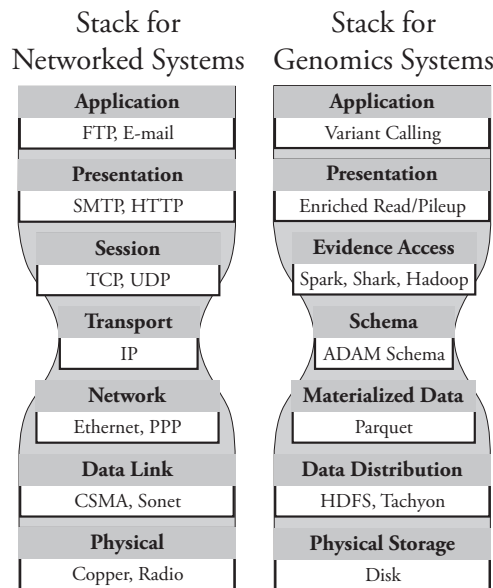 Stack for
Networked Systems
Application
FTP, E-mail
Presentation
SMTP, HTTP
Session
TCP, UDP
Transport
IP
Network
Ethernet, PPP
Data Link
CSMA, Sonet
Physical
Copper, Radio
Stack for
Genomics Systems
Application
Variant Calling
Presentation
Enriched Read/Pileup
Evidence Access
Spark, Shark, Hadoop
Schema
ADAM Schema
Materialized Data
Parquet
Data Distribution
HDFS, Tachyon
Physical Storage
Disk